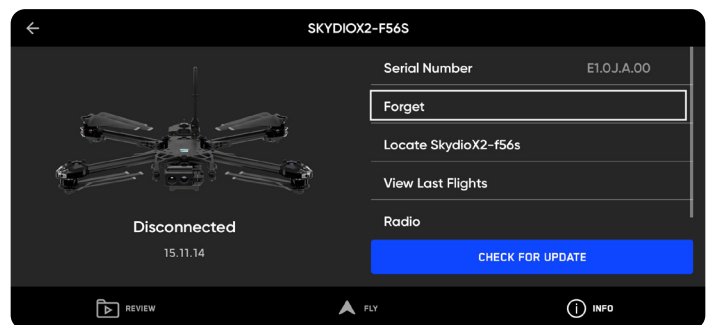 SKYDIOX2-F56S
Serial Number E1.0J.A.00
Forget
Locate SkydioX2-f56s
View Last Flights
Radio
Disconnected
15.11.14
CHECK FOR UPDATE
REVIEW
FLY
INFO